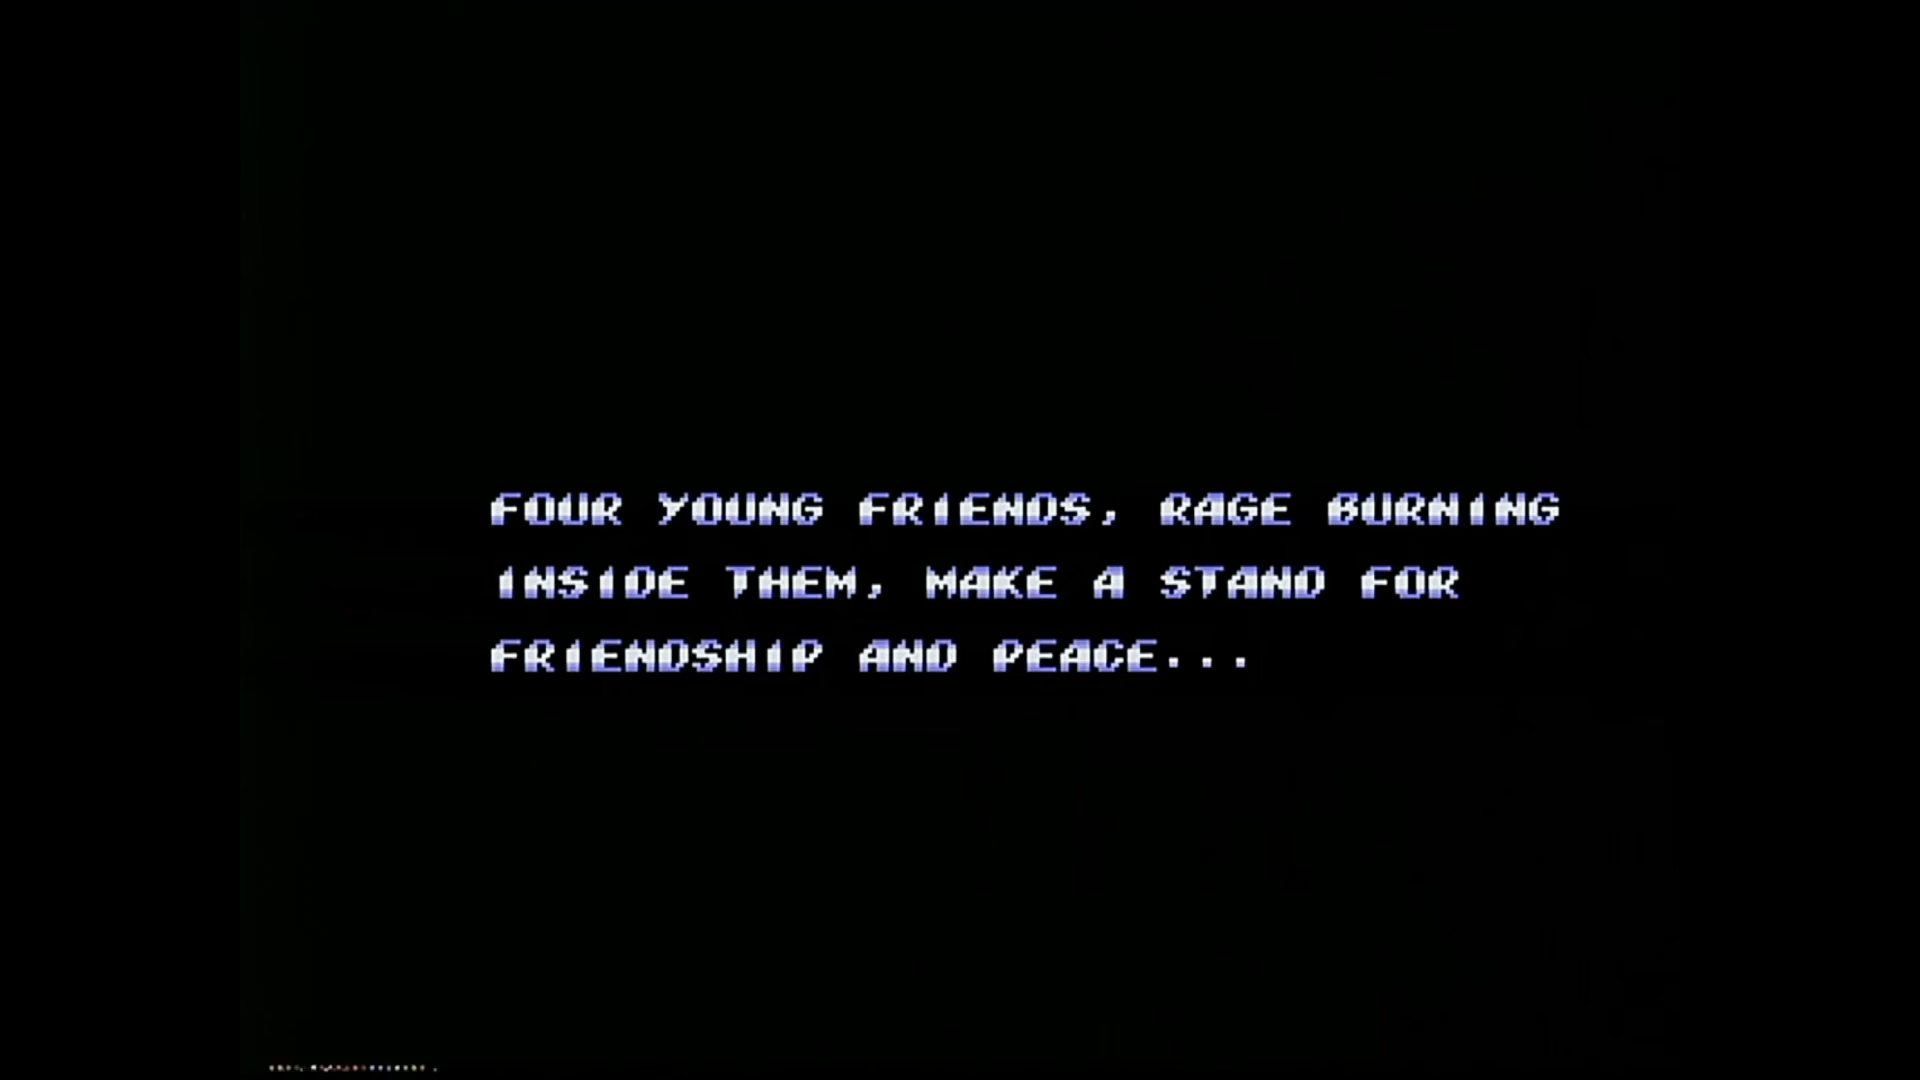 FOUR YOUNG FRIENDS, RAGE BURNING
INSIDE THEM, MAKE A STAND FOR
FRIENDSHIP AND PEACE...